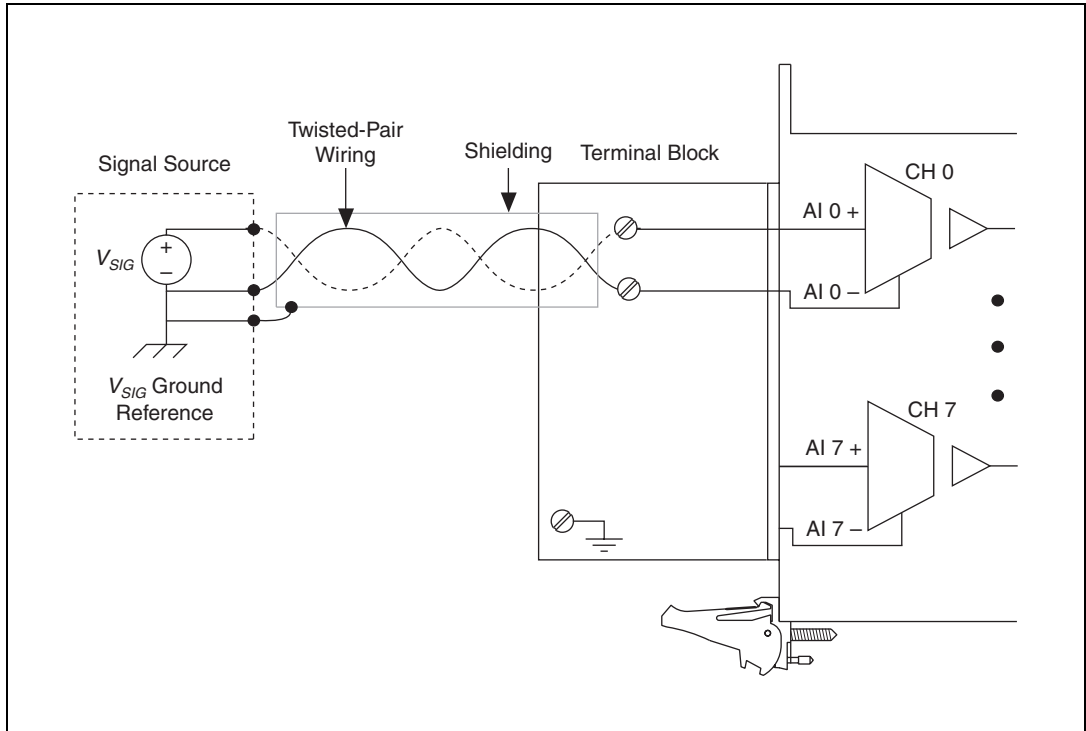 Signal Source
Twisted-Pair
Wiring
Shielding
Terminal Block
V_SIG
+
–
V_SIG Ground
Reference
CH 0
AI 0 +
AI 0 –
CH 7
AI 7 +
AI 7 –